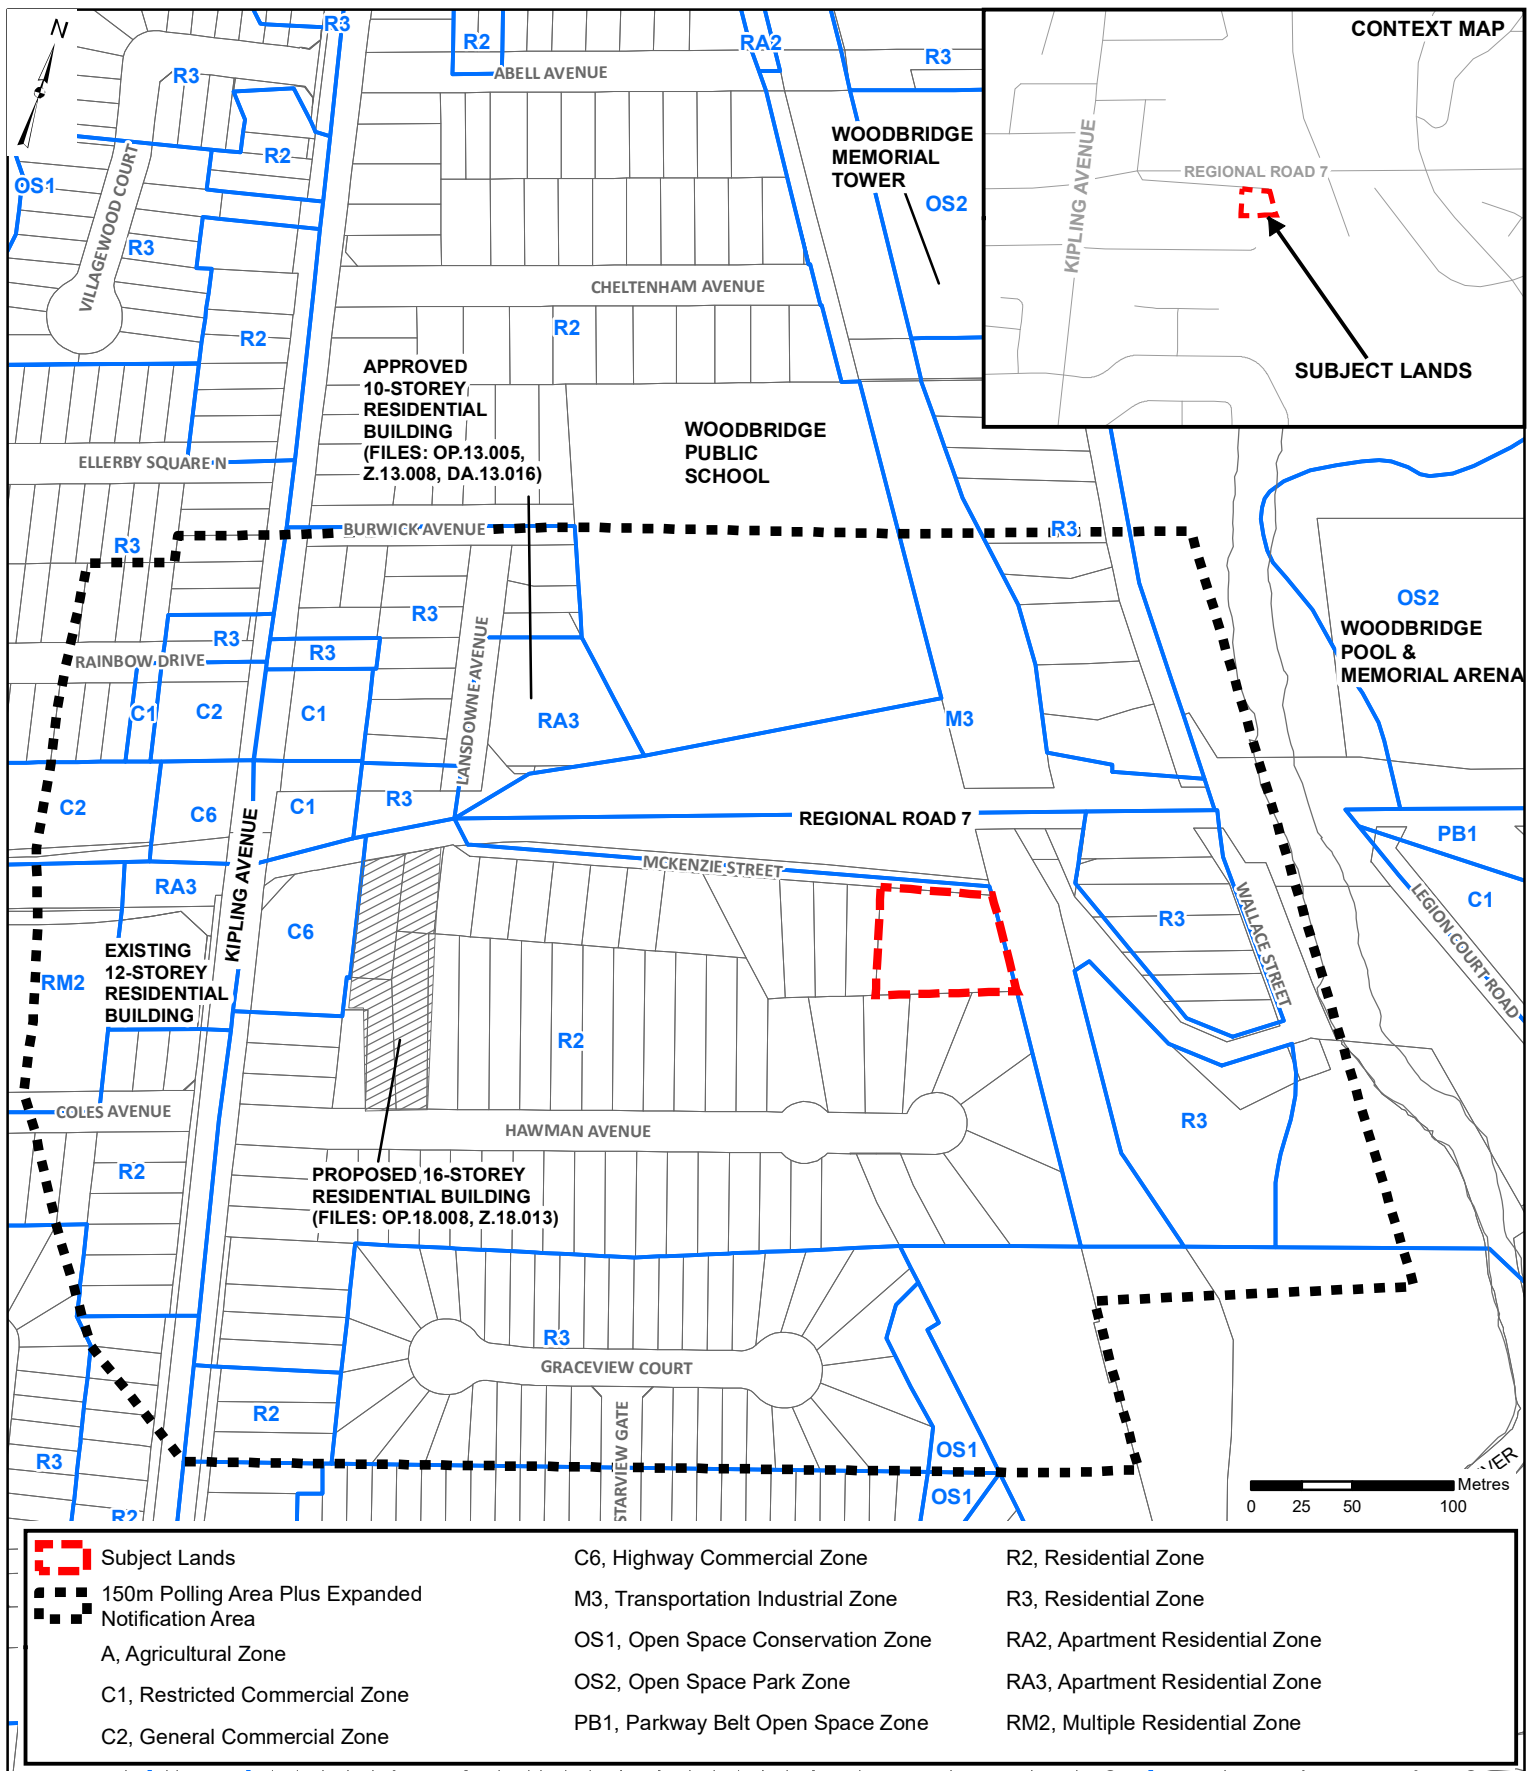 N
CONTEXT MAP
KIPLING AVENUE
REGIONAL ROAD 7
SUBJECT LANDS
R3
R2
RA2
R3
ABELL AVENUE
R3
R2
OS1
VILLAGEWOOD COURT
R3
WOODBRIDGE
MEMORIAL
TOWER
OS2
CHELTENHAM AVENUE
R2
R2
APPROVED
10-STOREY
RESIDENTIAL
BUILDING
(FILES: OP.13.005,
Z.13.008, DA.13.016)
WOODBRIDGE
PUBLIC
SCHOOL
ELLERBY SQUARE N
BURWICK AVENUE
R3
R3
OS2
WOODBRIDGE
POOL &
MEMORIAL ARENA
R3
R3
R3
RAINBOW DRIVE
LANSDOWNE AVENUE
C1
C2
C1
RA3
M3
C2
C6
C1
R3
KIPLING AVENUE
REGIONAL ROAD 7
PB1
MCKENZIE STREET
RA3
C6
R3
WALLACE STREET
LEGION COURT ROAD
C1
EXISTING
12-STOREY
RESIDENTIAL
BUILDING
RM2
R2
COLES AVENUE
HAWMAN AVENUE
R3
R2
PROPOSED 16-STOREY
RESIDENTIAL BUILDING
(FILES: OP.18.008, Z.18.013)
R3
GRACEVIEW COURT
R2
STARVIEW GATE
R3
OS1
OS1
R2
VER
Metres
0 25 50 100
Subject Lands
150m Polling Area Plus Expanded
Notification Area
A, Agricultural Zone
C1, Restricted Commercial Zone
C2, General Commercial Zone
C6, Highway Commercial Zone
M3, Transportation Industrial Zone
OS1, Open Space Conservation Zone
OS2, Open Space Park Zone
PB1, Parkway Belt Open Space Zone
R2, Residential Zone
R3, Residential Zone
RA2, Apartment Residential Zone
RA3, Apartment Residential Zone
RM2, Multiple Residential Zone